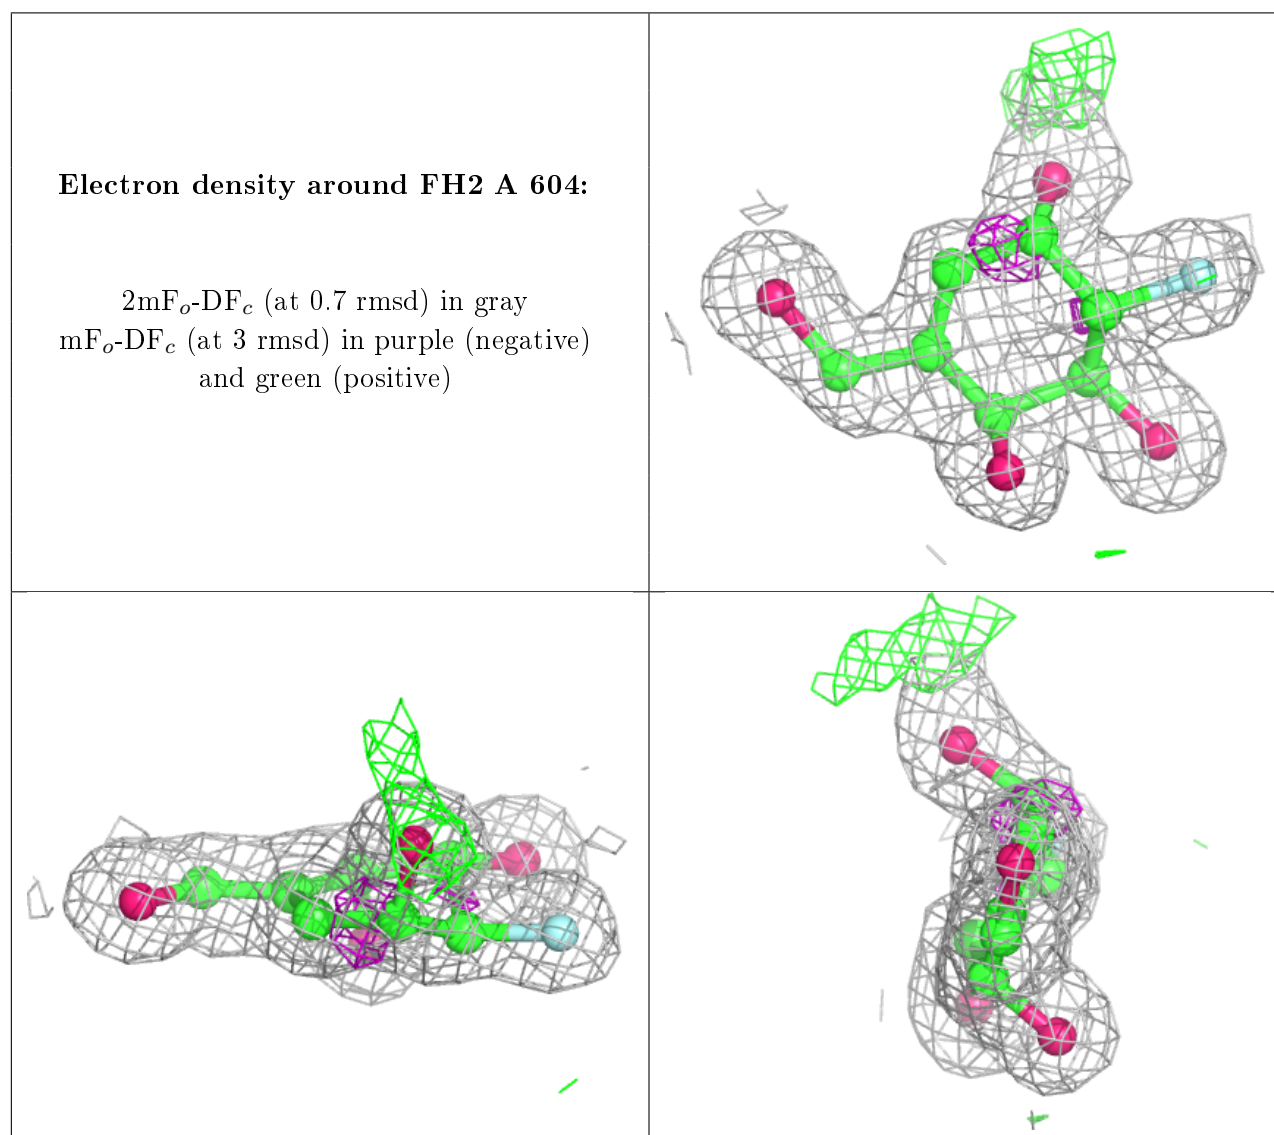 Electron density around FH2 A 604:
2mFo-DFc (at 0.7 rmsd) in gray
mFo-DFc (at 3 rmsd) in purple (negative)
and green (positive)